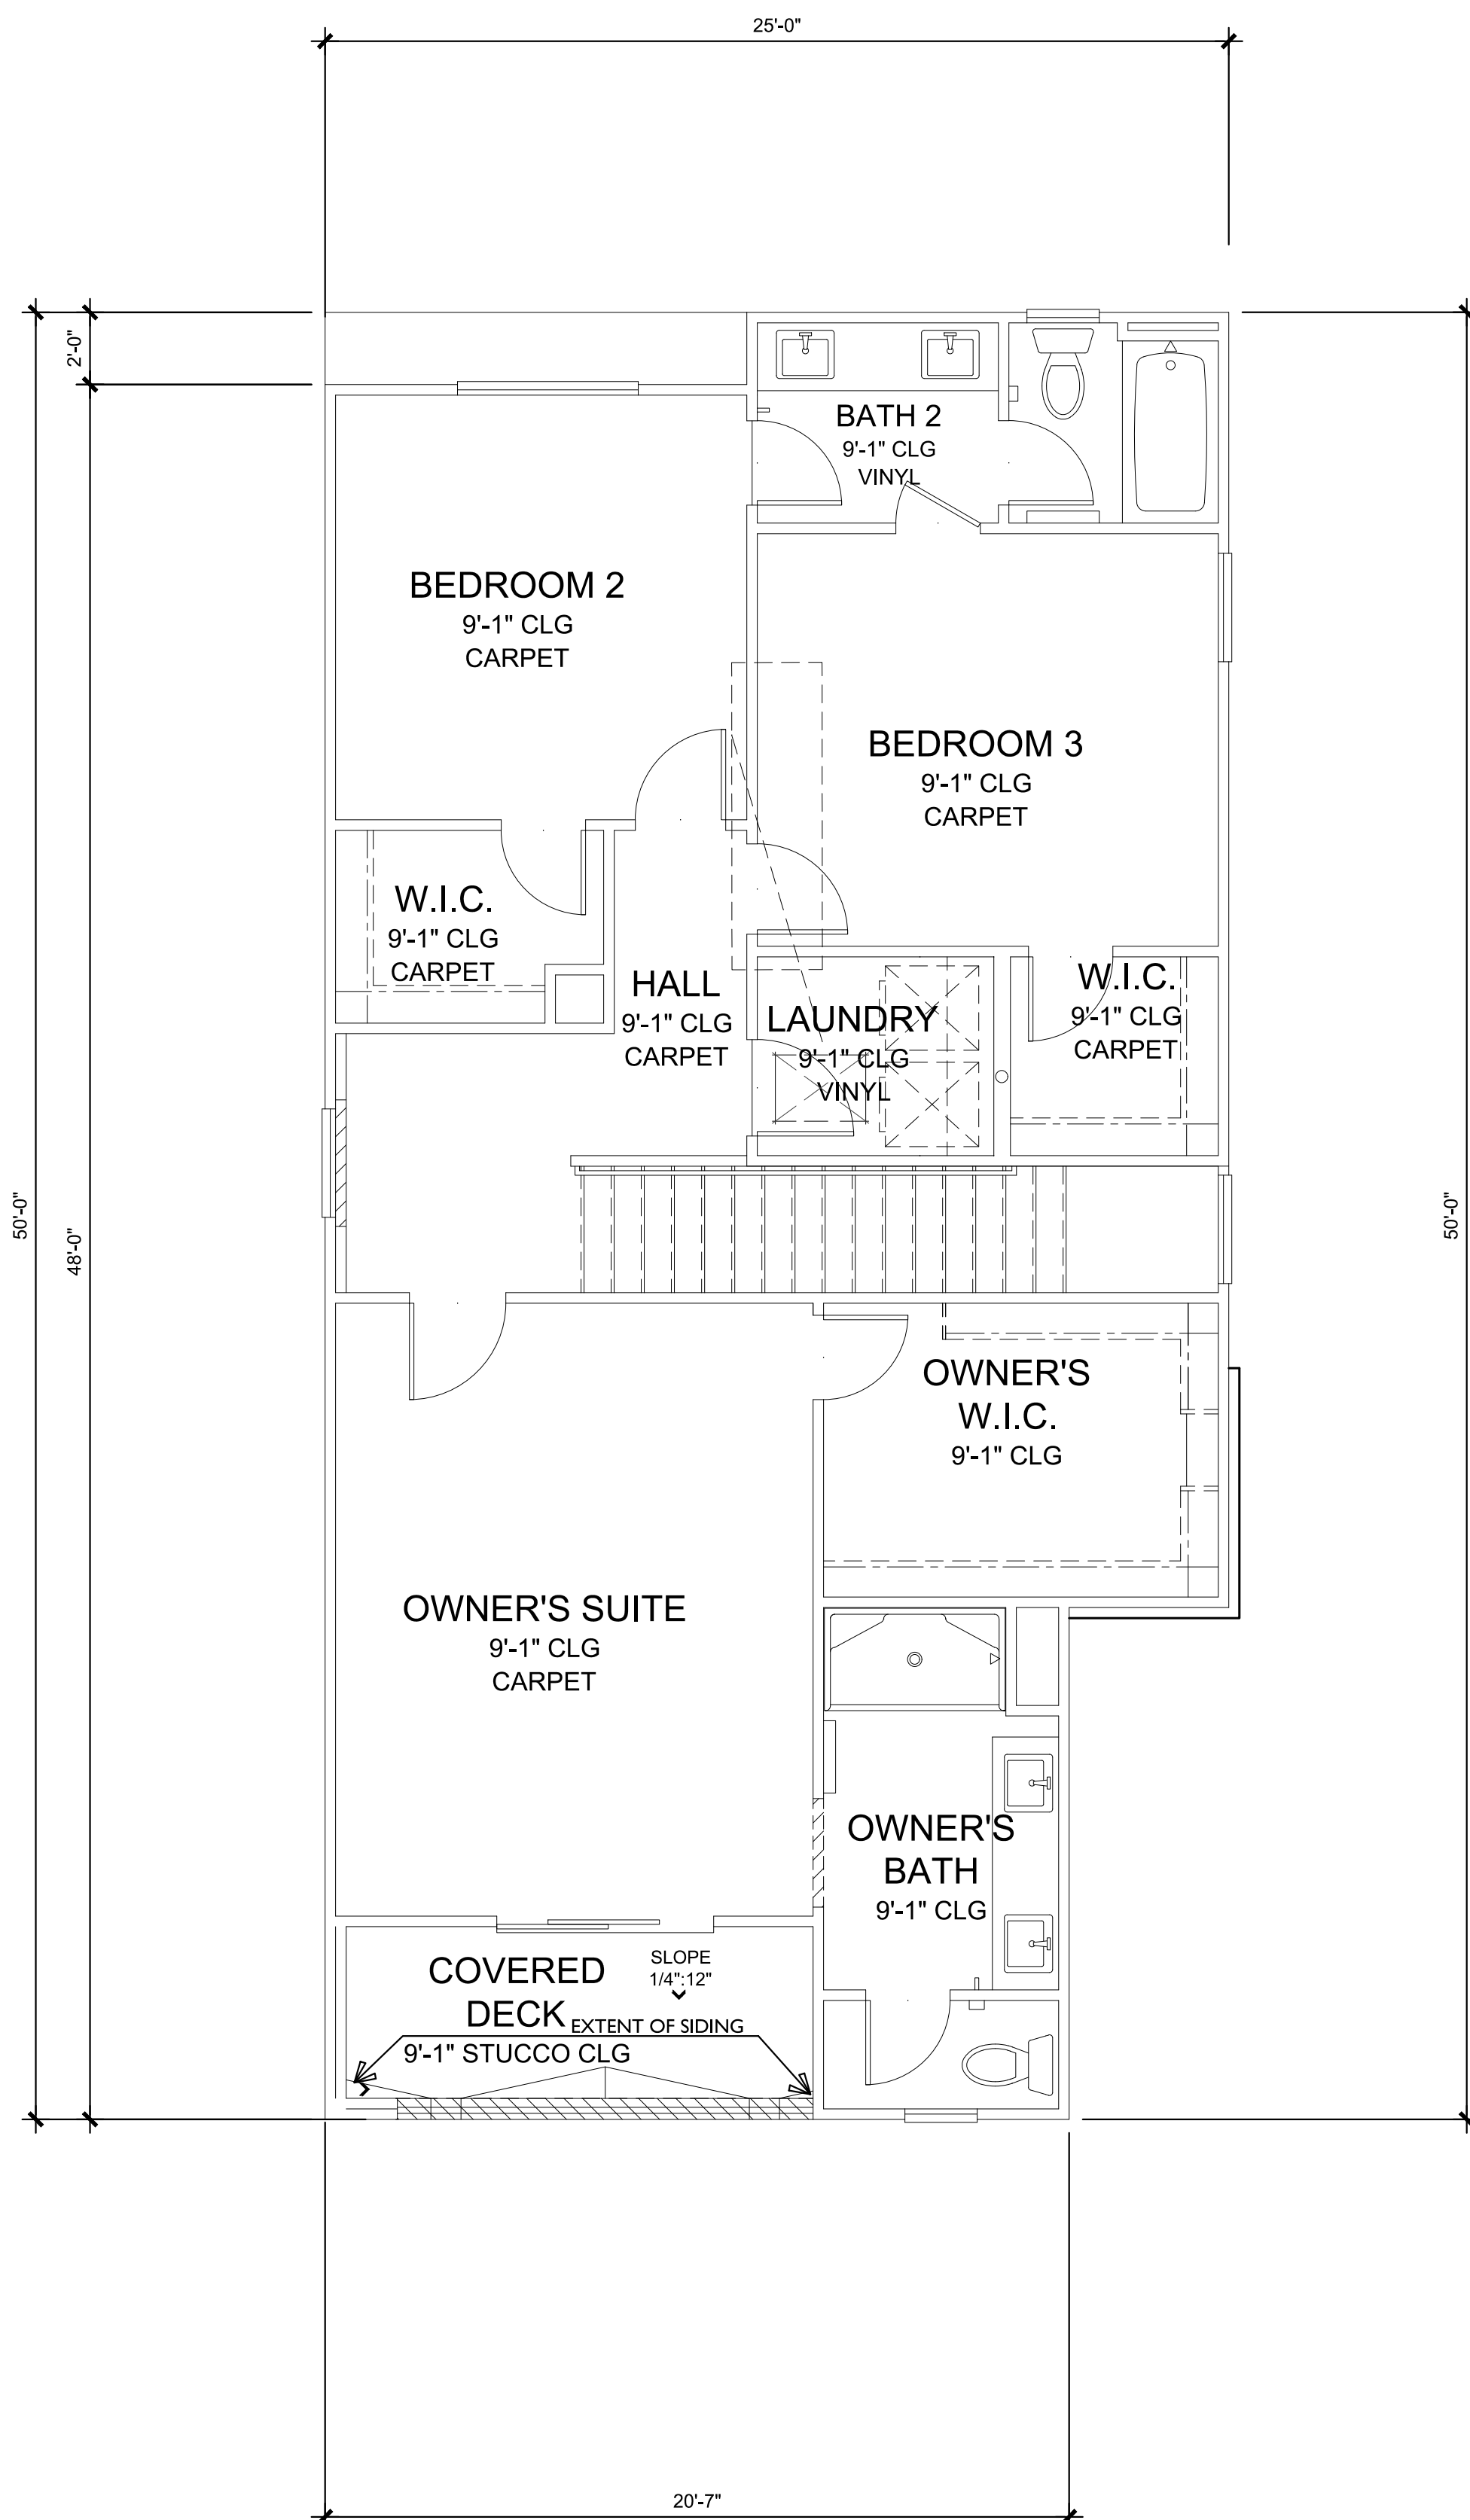 25'-0"
2'-0"
BATH 2
9'-1" CLG
VINYL
BEDROOM 2
9'-1" CLG
CARPET
BEDROOM 3
9'-1" CLG
CARPET
W.I.C.
9'-1" CLG
CARPET
HALL
9'-1" CLG
CARPET
LAUNDRY
9'-1" CLG
VINYL
W.I.C.
9'-1" CLG
CARPET
50'-0"
48'-0"
50'-0"
OWNER'S
W.I.C.
9'-1" CLG
OWNER'S SUITE
9'-1" CLG
CARPET
OWNER'S
BATH
9'-1" CLG
COVERED
DECK
9'-1" STUCCO CLG
SLOPE
1/4":12"
EXTENT OF SIDING
20'-7"